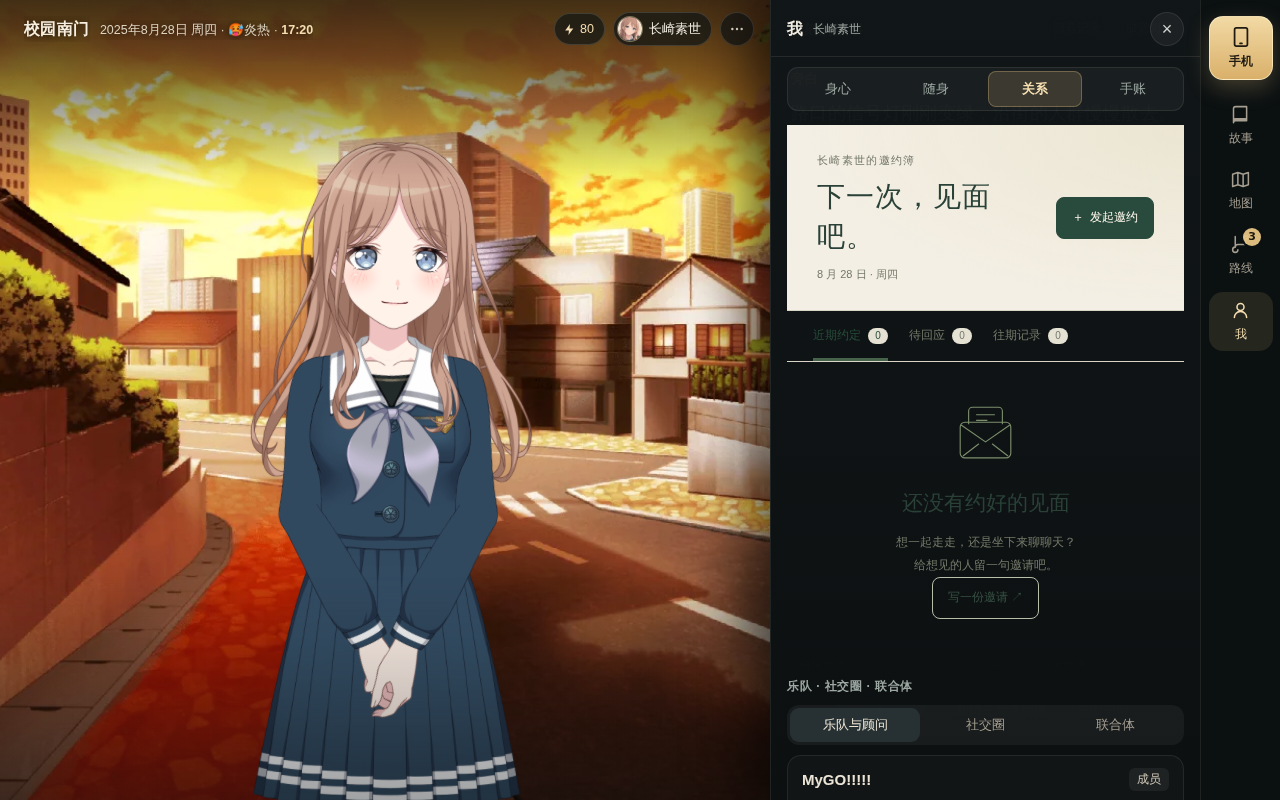 校园南门 2025年8月28日 周四 · 🥵炎热 · 17:20
80
长崎素世
我 长崎素世
身心 随身 关系 手账
长崎素世的邀约簿
下一次，见面
吧。
8 月 28 日 · 周四
＋ 发起邀约
近期约定 0 待回应 0 往期记录 0
还没有约好的见面
想一起走走，还是坐下来聊聊天？
给想见的人留一句邀请吧。
写一份邀请 ↗
乐队 · 社交圈 · 联合体
乐队与顾问 社交圈 联合体
MyGO!!!!! 成员
手机
故事
地图
3
路线
我